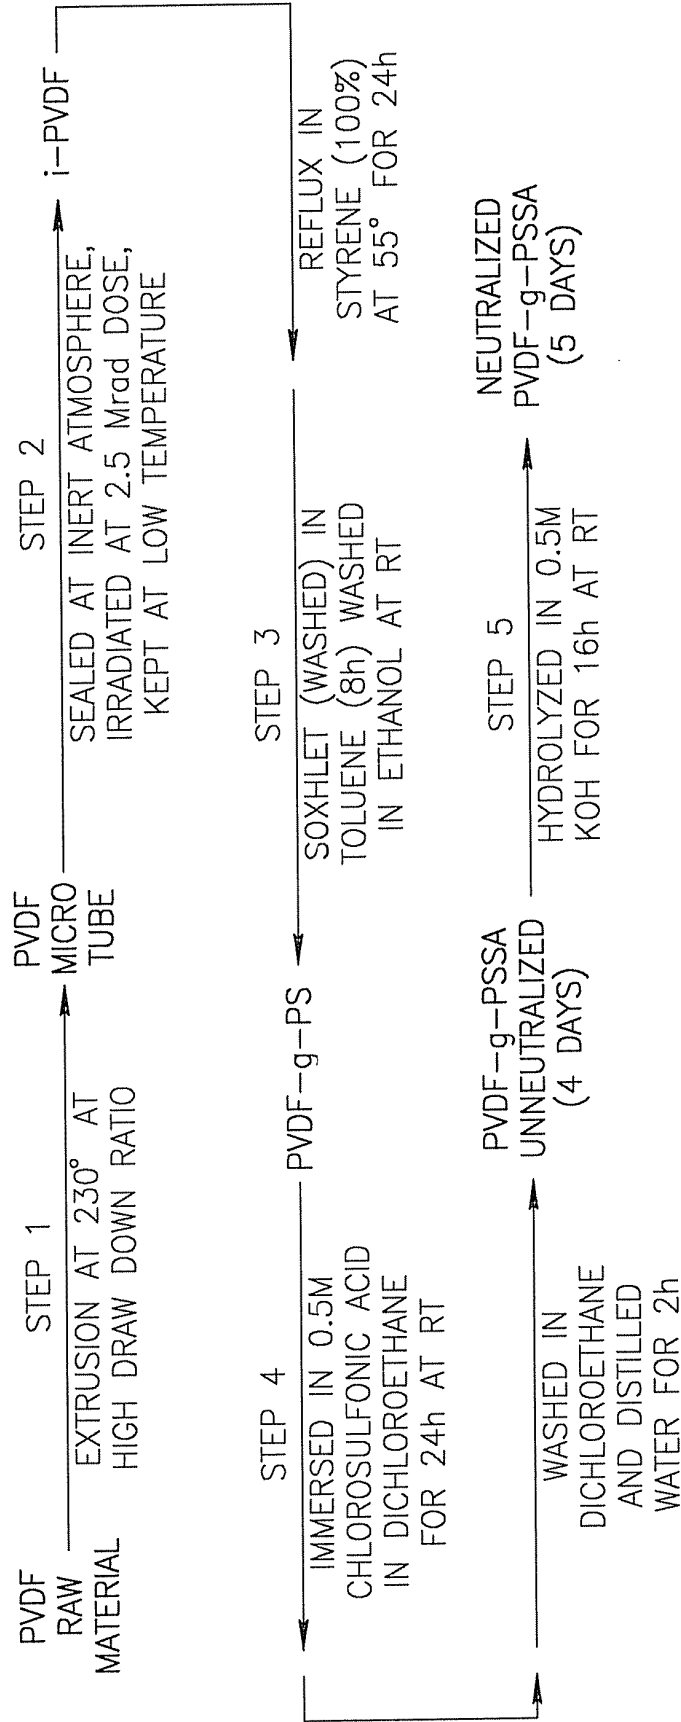 PVDF
RAW
MATERIAL
STEP 1
EXTRUSION AT 230° AT
HIGH DRAW DOWN RATIO
PVDF
MICRO
TUBE
STEP 2
SEALED AT INERT ATMOSPHERE,
IRRADIATED AT 2.5 Mrad DOSE,
KEPT AT LOW TEMPERATURE
i-PVDF
REFLUX IN
STYRENE (100%)
AT 55° FOR 24h
STEP 3
SOXHLET (WASHED) IN
TOLUENE (8h) WASHED
IN ETHANOL AT RT
PVDF-g-PS
STEP 4
IMMERSED IN 0.5M
CHLOROSULFONIC ACID
IN DICHLOROETHANE
FOR 24h AT RT
WASHED IN
DICHLOROETHANE
AND DISTILLED
WATER FOR 2h
PVDF-g-PSSA
UNNEUTRALIZED
(4 DAYS)
STEP 5
HYDROLYZED IN 0.5M
KOH FOR 16h AT RT
NEUTRALIZED
PVDF-g-PSSA
(5 DAYS)